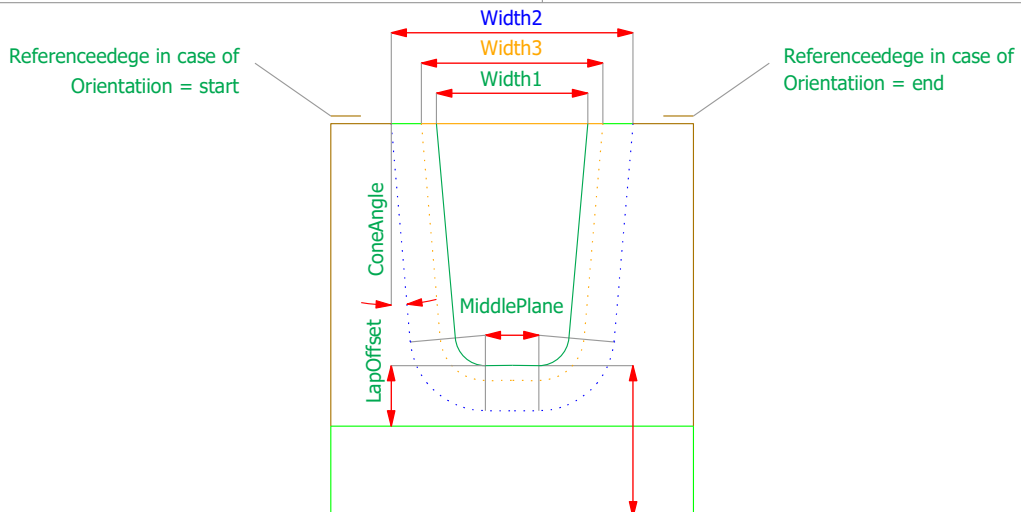 Width2
Referenceedege in case of
Orientatiion = start
Width3
Referenceedege in case of
Orientatiion = end
Width1
ConeAngle
MiddlePlane
LapOffset